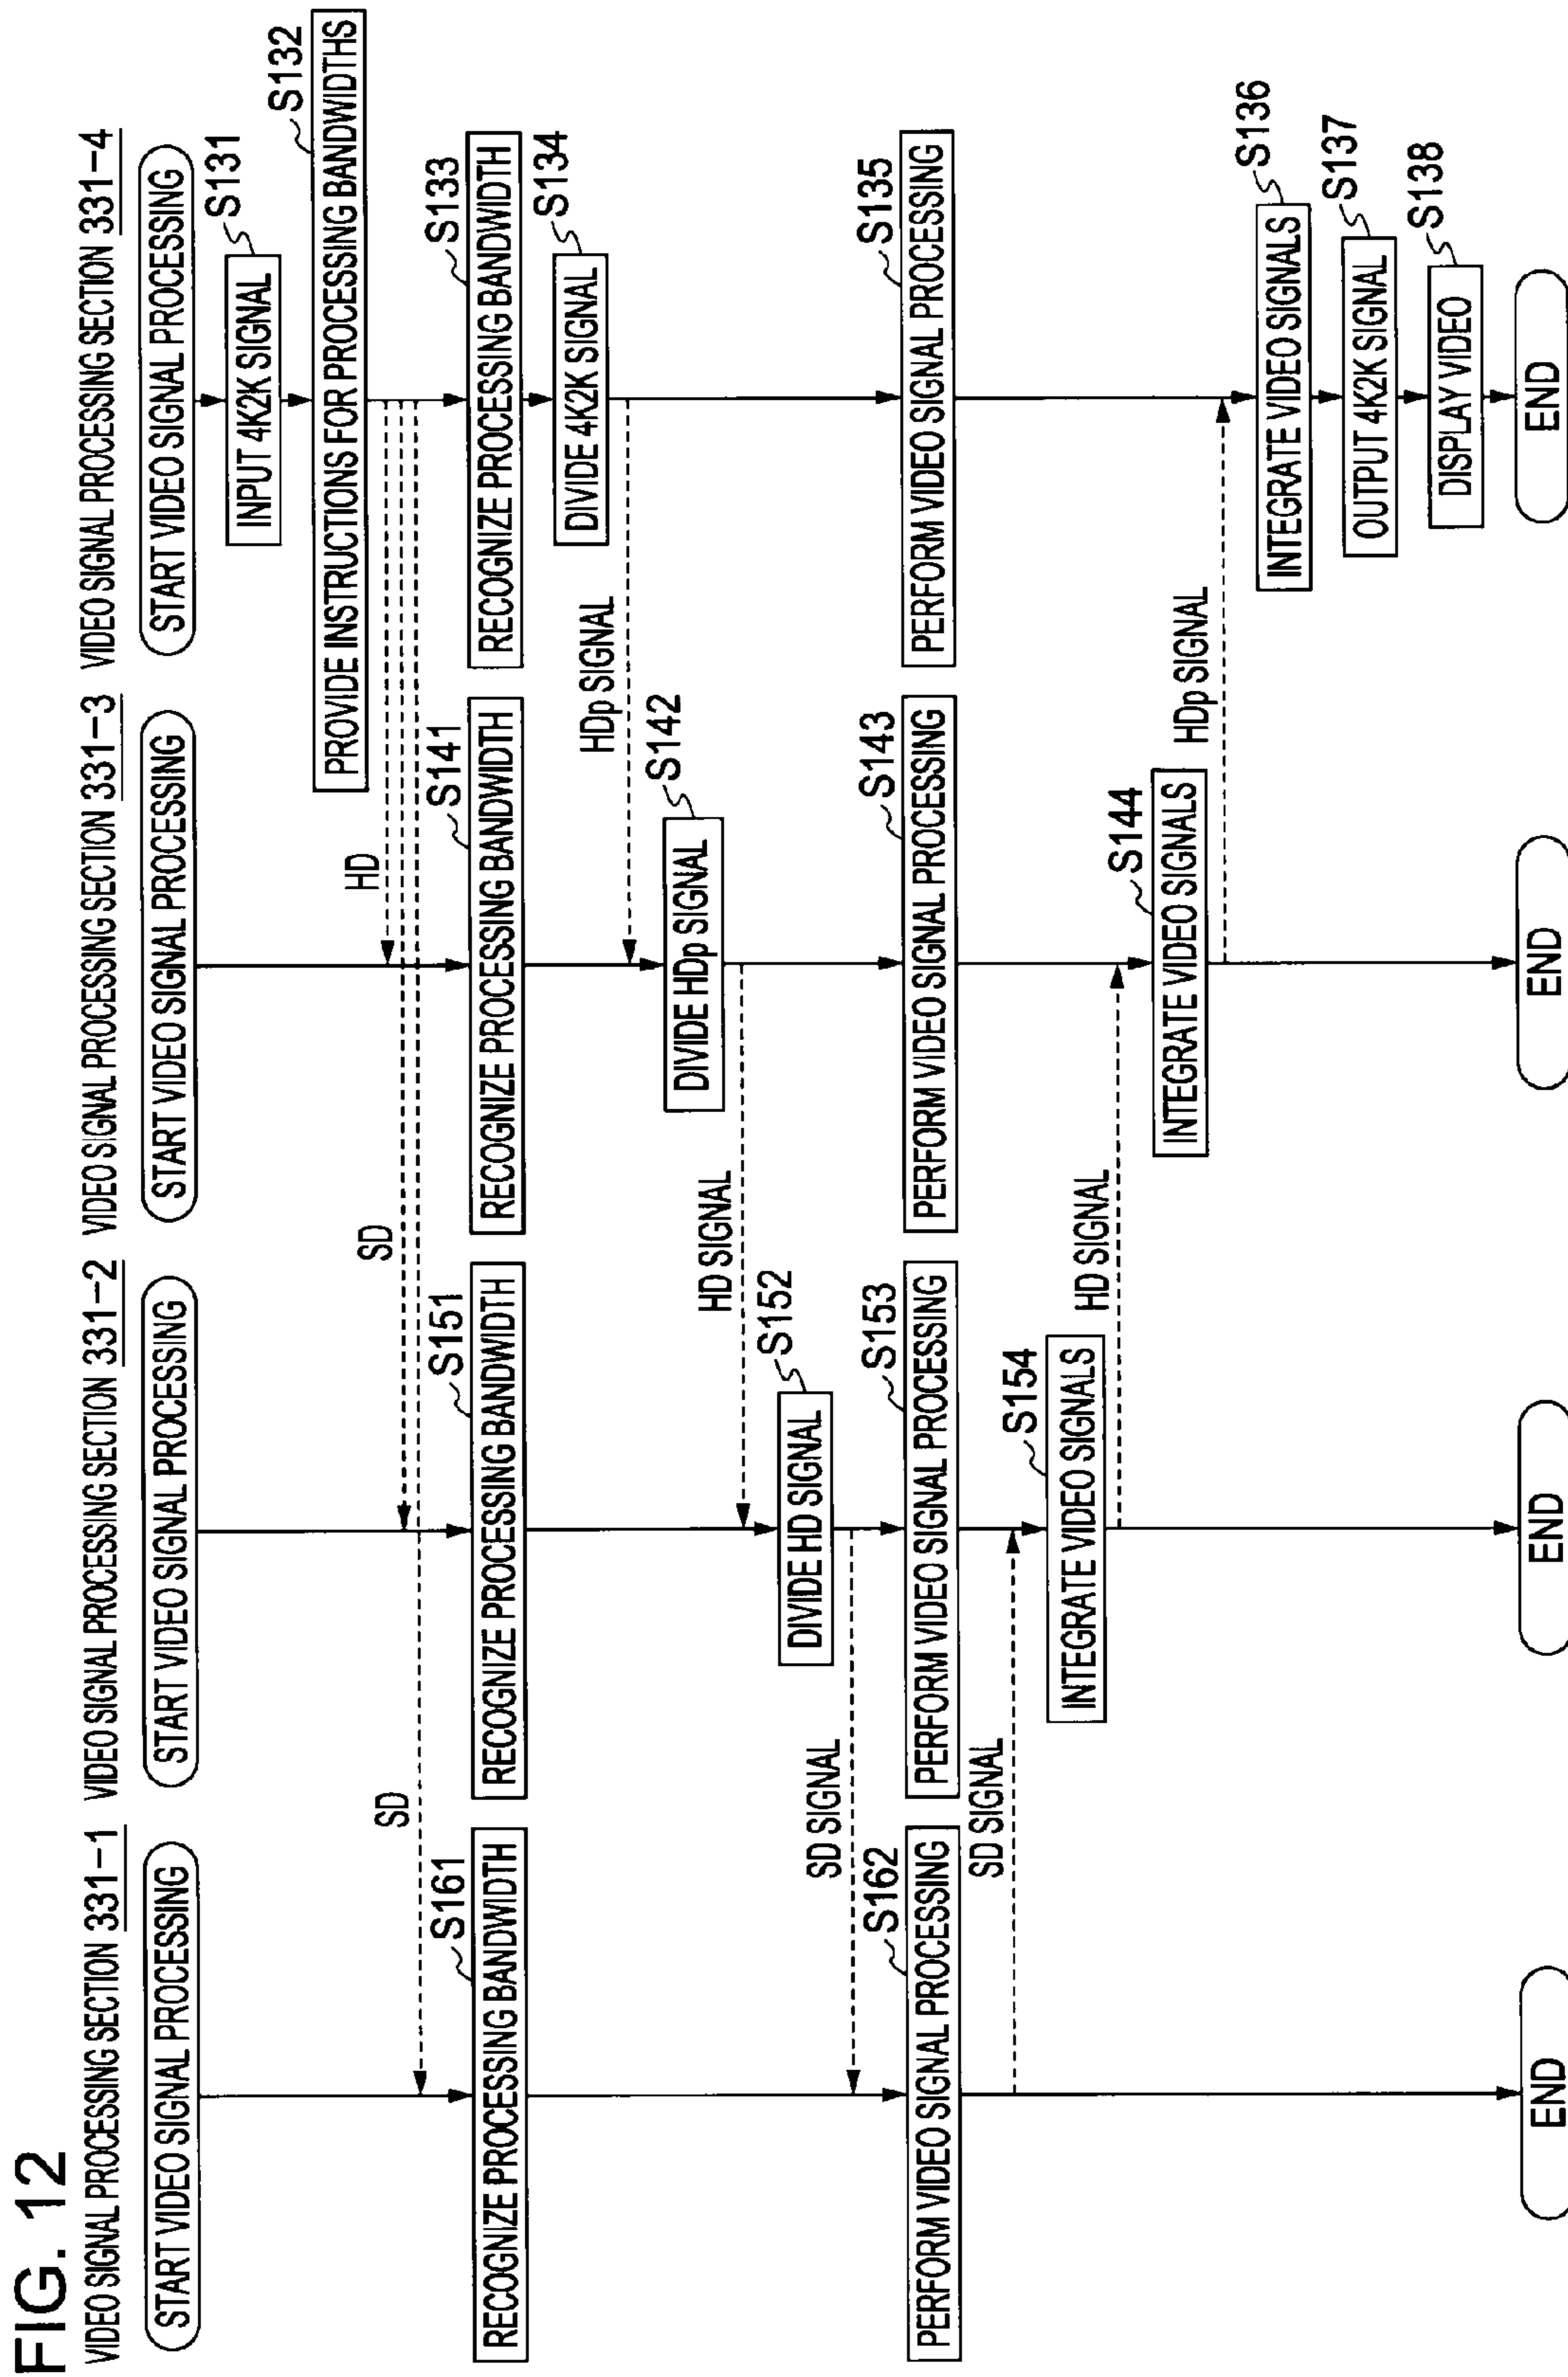 FIG. 12
VIDEO SIGNAL PROCESSING SECTION 331-1
START VIDEO SIGNAL PROCESSING
SD
S161
RECOGNIZE PROCESSING BANDWIDTH
SD SIGNAL
S162
PERFORM VIDEO SIGNAL PROCESSING
SD SIGNAL
END
VIDEO SIGNAL PROCESSING SECTION 331-2
START VIDEO SIGNAL PROCESSING
SD
S151
RECOGNIZE PROCESSING BANDWIDTH
HD SIGNAL
S152
DIVIDE HD SIGNAL
S153
PERFORM VIDEO SIGNAL PROCESSING
S154
INTEGRATE VIDEO SIGNALS
HD SIGNAL
END
VIDEO SIGNAL PROCESSING SECTION 331-3
START VIDEO SIGNAL PROCESSING
HD
S141
RECOGNIZE PROCESSING BANDWIDTH
HDp SIGNAL
S142
DIVIDE HDp SIGNAL
S143
PERFORM VIDEO SIGNAL PROCESSING
S144
INTEGRATE VIDEO SIGNALS
HDp SIGNAL
END
VIDEO SIGNAL PROCESSING SECTION 331-4
START VIDEO SIGNAL PROCESSING
S131
INPUT 4K2K SIGNAL
S132
PROVIDE INSTRUCTIONS FOR PROCESSING BANDWIDTHS
S133
RECOGNIZE PROCESSING BANDWIDTH
S134
DIVIDE 4K2K SIGNAL
S135
PERFORM VIDEO SIGNAL PROCESSING
S136
INTEGRATE VIDEO SIGNALS
S137
OUTPUT 4K2K SIGNAL
S138
DISPLAY VIDEO
END